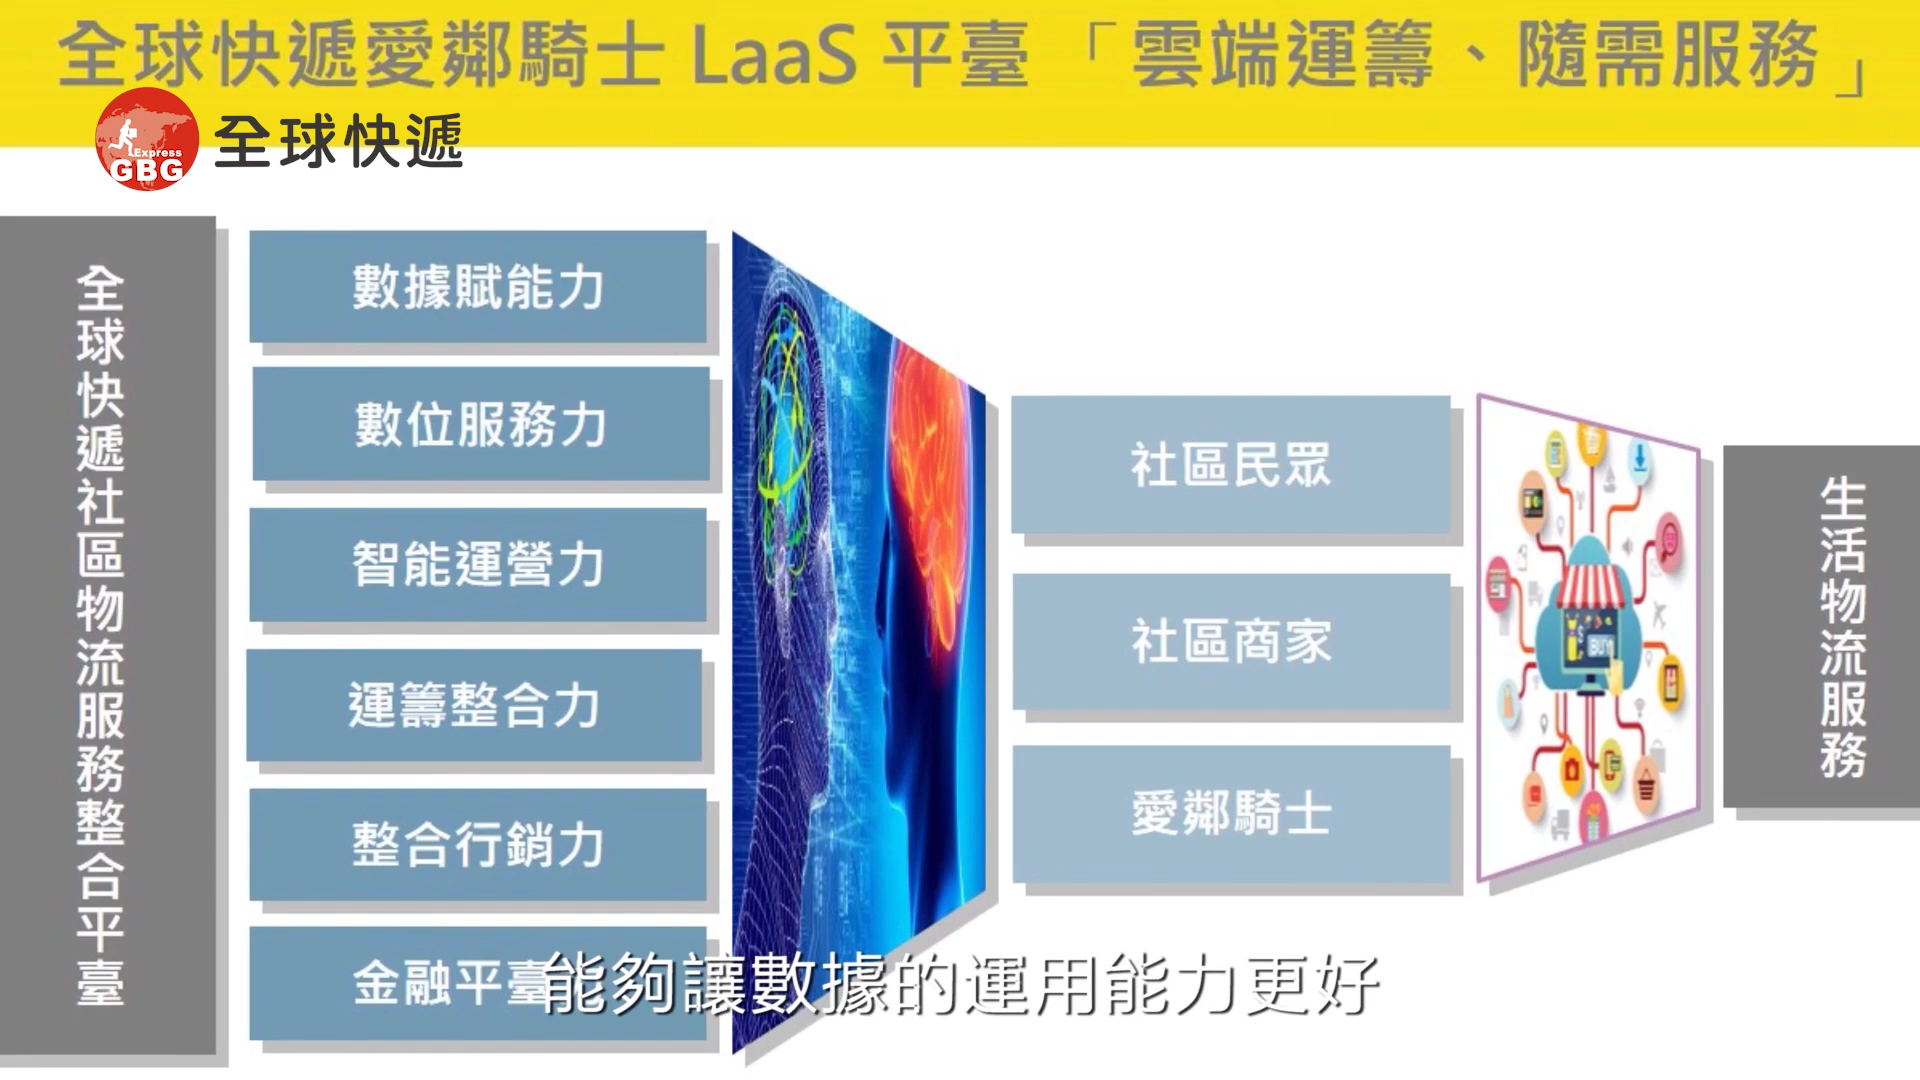 全球快遞愛鄰騎士 LaaS 平臺 「雲端運籌、隨需服務」
Express
GBG
全球快遞
全球快遞社區物流服務整合平臺
數據賦能力
數位服務力
智能運營力
運籌整合力
整合行銷力
金融平臺
社區民眾
社區商家
愛鄰騎士
BUY
生活物流服務
能夠讓數據的運用能力更好